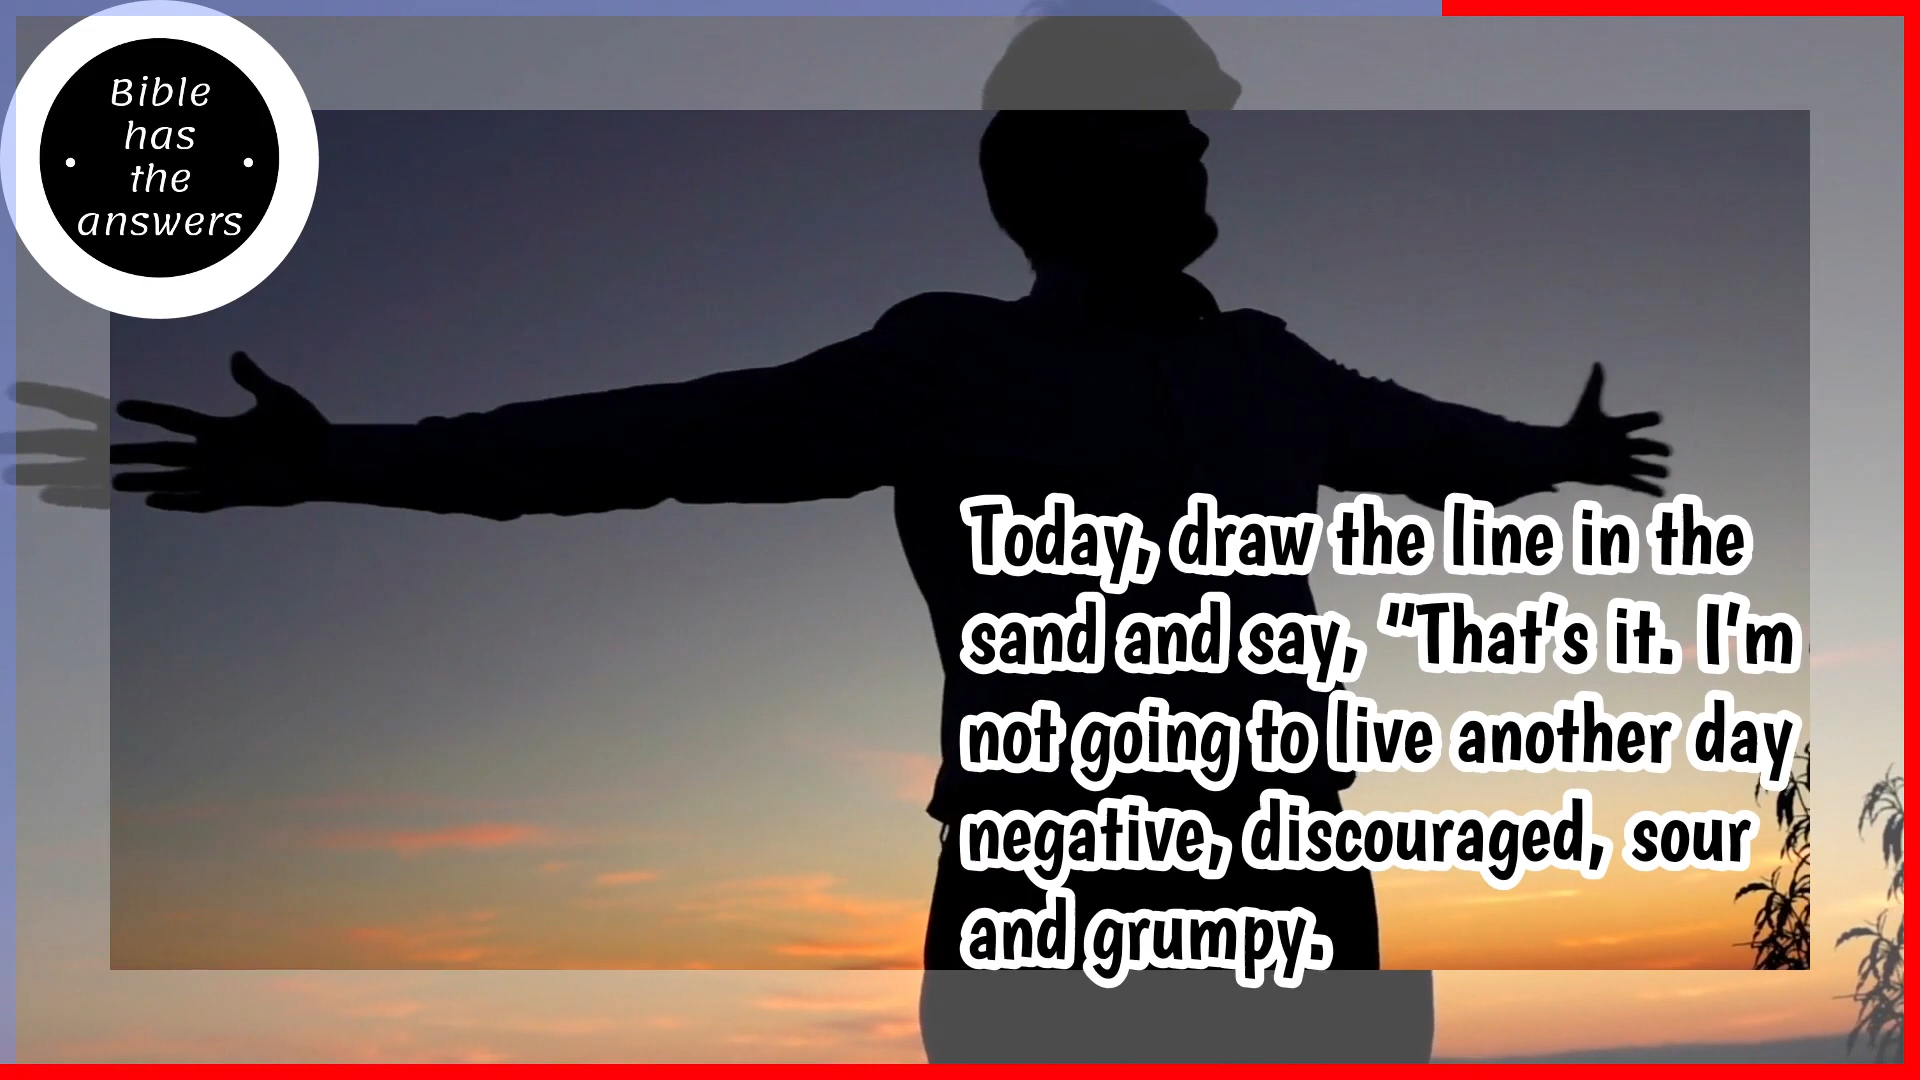 Bible
has
the
answers
Today, draw the line in the
sand and say, "That's it. I'm
not going to live another day
negative, discouraged, sour
and grumpy.